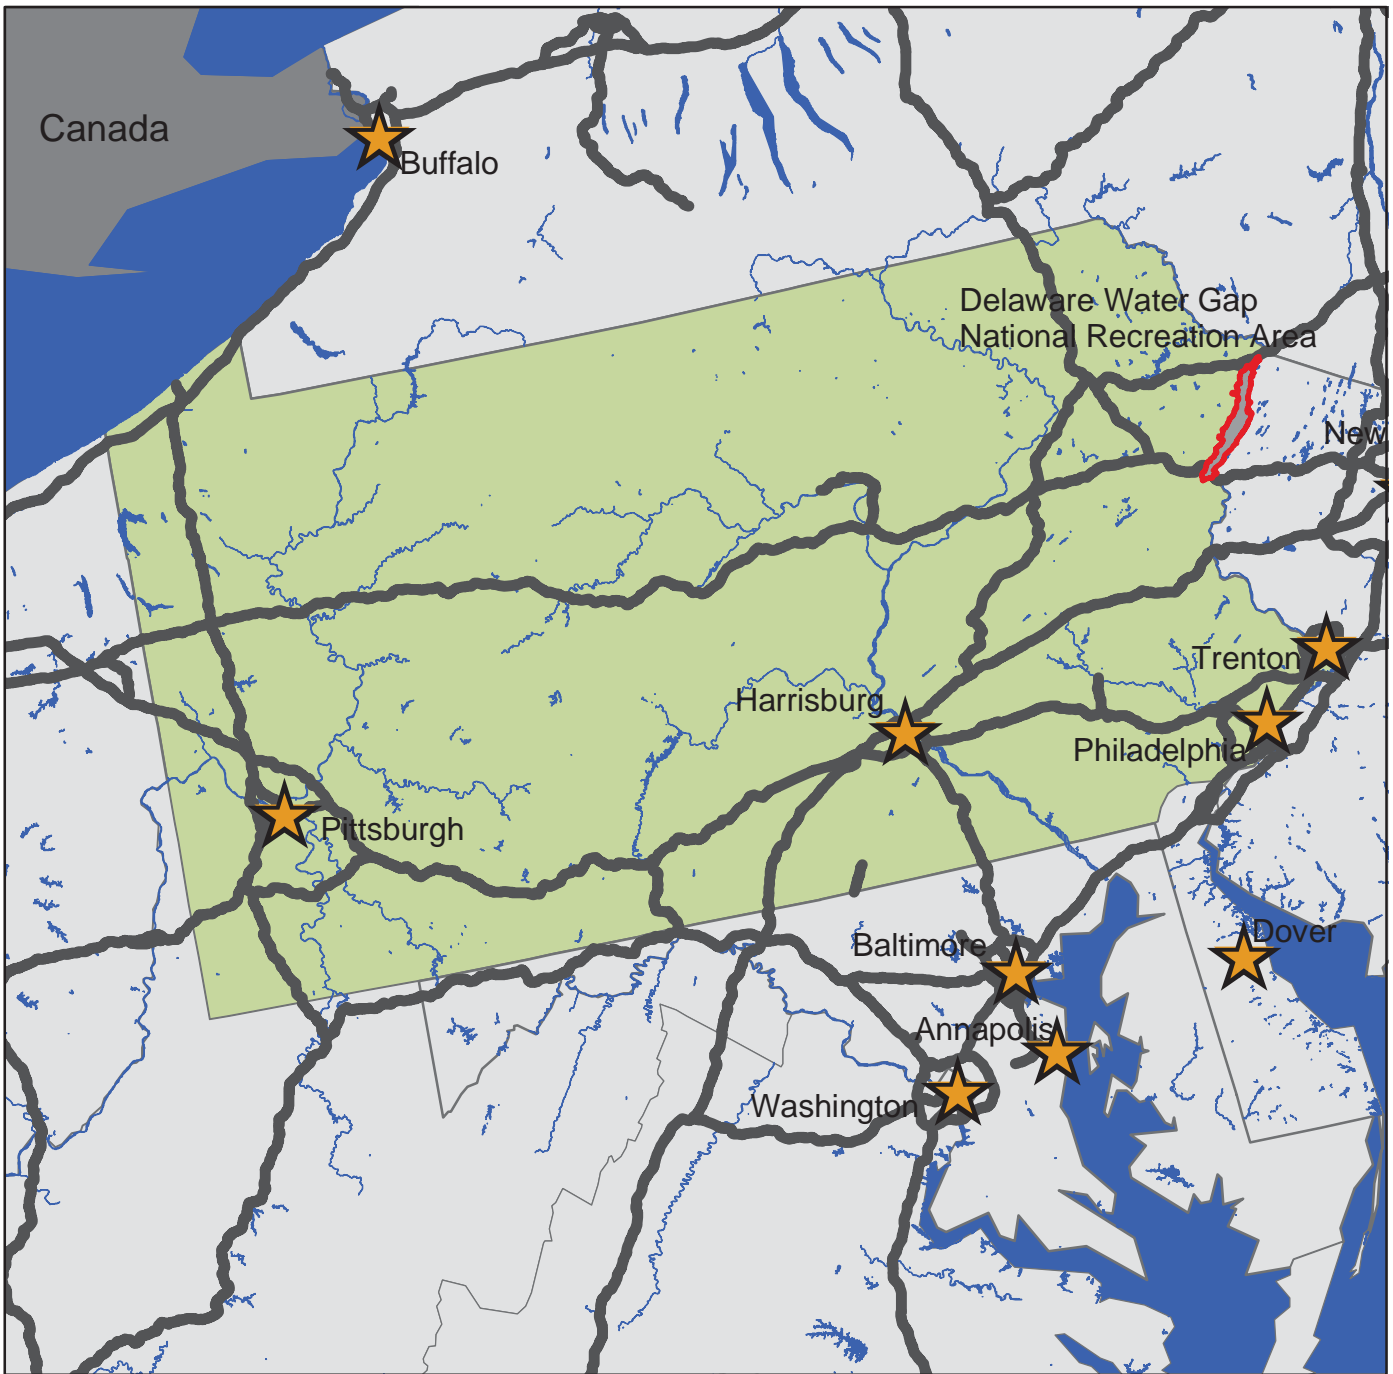 Canada
Buffalo
Delaware Water Gap
National Recreation Area
New
Trenton
Harrisburg
Philadelphia
Pittsburgh
Dover
Baltimore
Annapolis
Washington